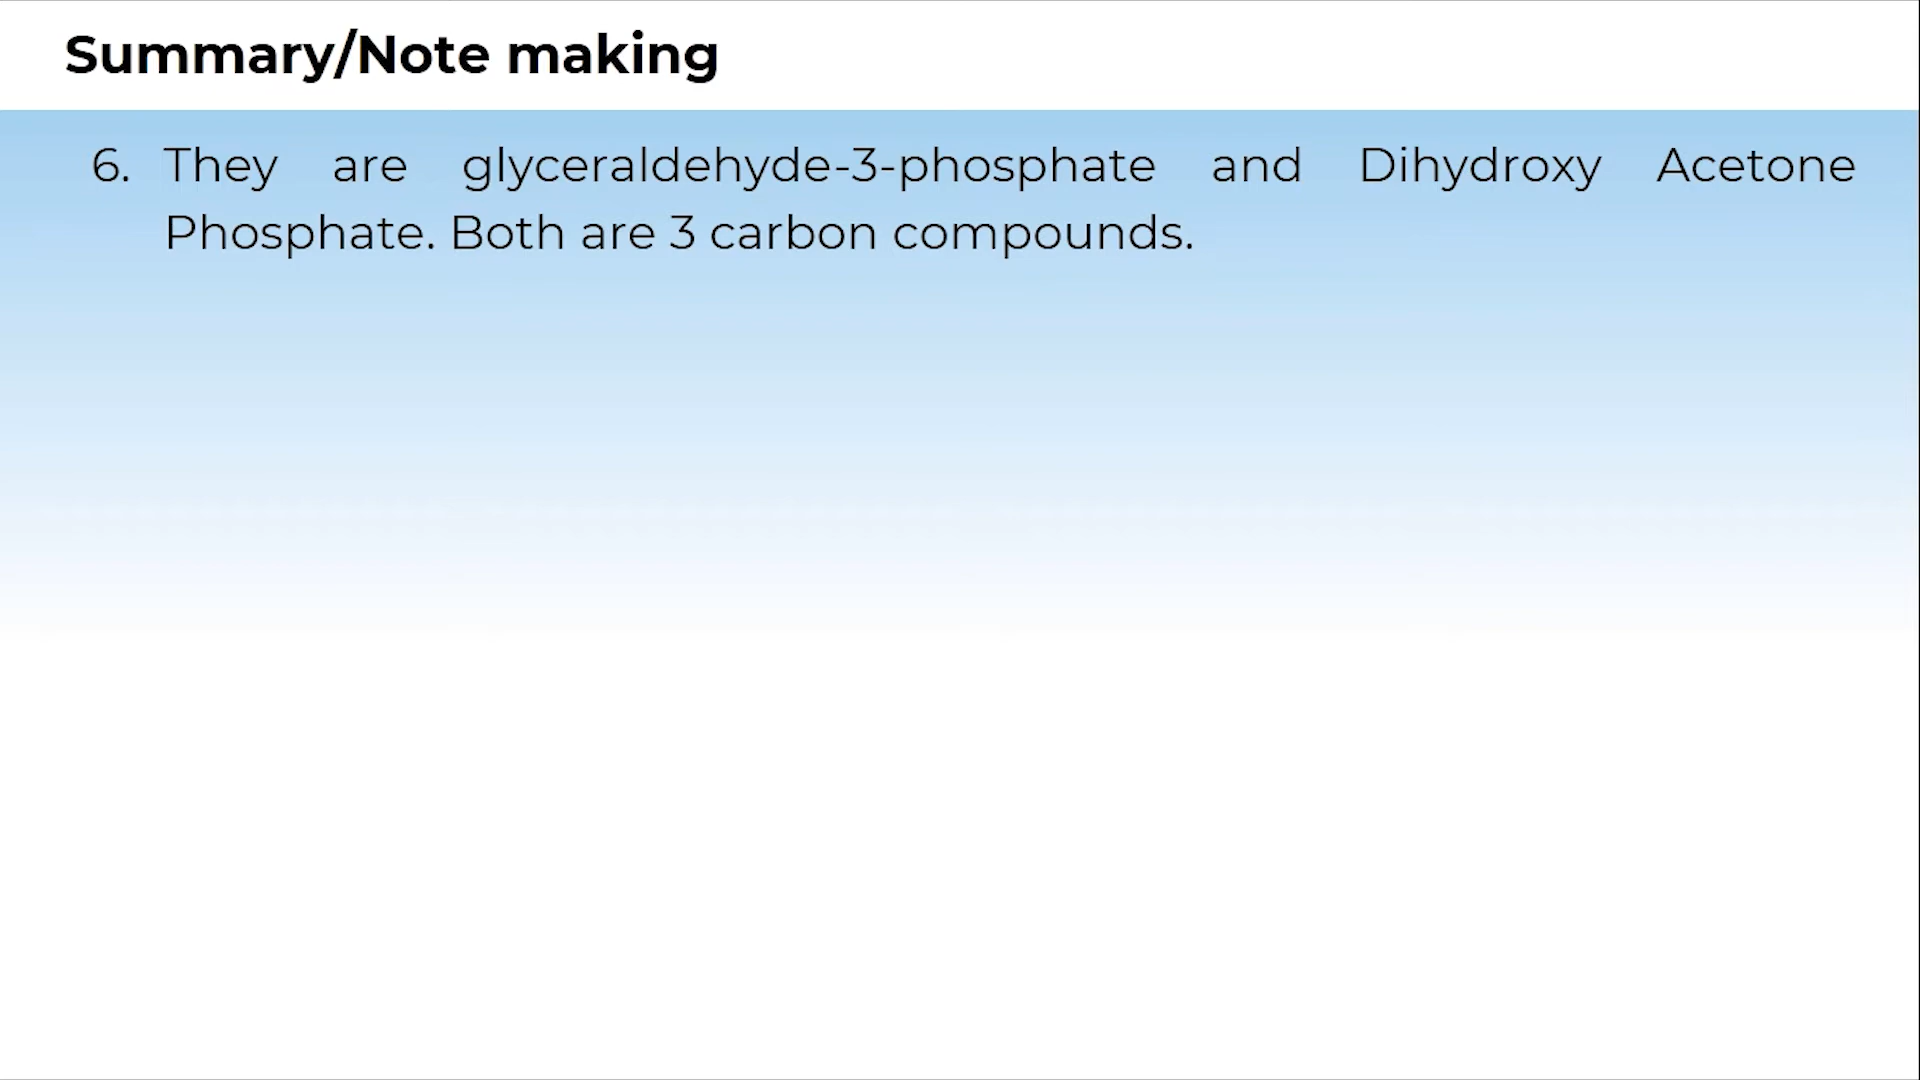 Summary/Note making
6. They are glyceraldehyde-3-phosphate and Dihydroxy Acetone
Phosphate. Both are 3 carbon compounds.